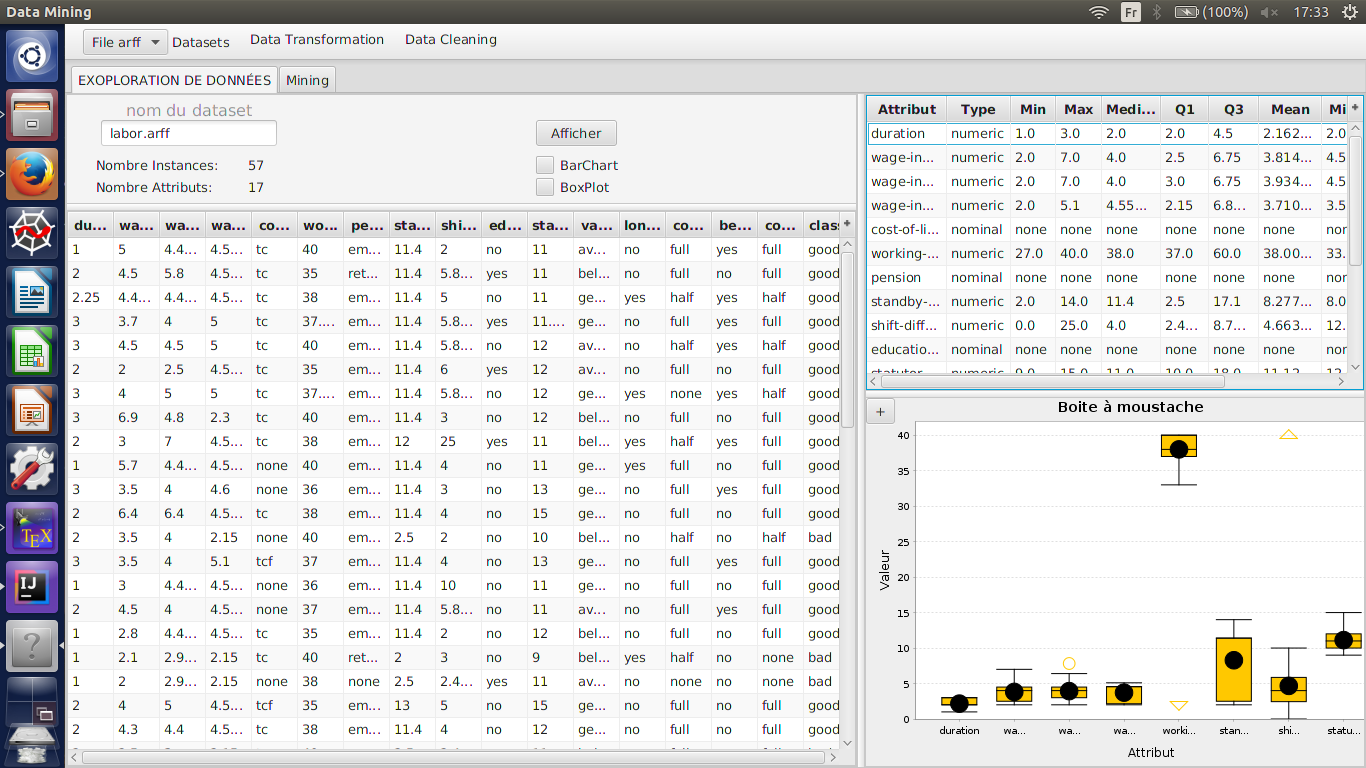 Data Mining
Fr (100%) 17:33
File arff Datasets Data Transformation Data Cleaning
EXOPLORATION DE DONNÉES Mining
nom du dataset
labor.arff Afficher
Nombre Instances: 57 BarChart
Nombre Attributs: 17 BoxPlot
du... wa... wa... wa... co... wo... pe... sta... shi... ed... sta... va... lon... co... be... co... clas
1 5 4.4... 4.5... tc 40 em... 11.4 2 no 11 av... no full yes full good
2 4.5 5.8 4.5... tc 35 ret... 11.4 5.8... yes 11 bel... no full no full good
2.25 4.4... 4.4... 4.5... tc 38 em... 11.4 5 no 11 ge... yes half yes half good
3 3.7 4 5 tc 37.... em... 11.4 5.8... yes 11.... ge... no full yes full good
3 4.5 4.5 5 tc 40 em... 11.4 5.8... no 12 av... no half yes half good
2 2 2.5 4.5... tc 35 em... 11.4 6 yes 12 av... no full no full good
3 4 5 5 tc 37.... em... 11.4 5.8... no 12 ge... yes none yes half good
3 6.9 4.8 2.3 tc 40 em... 11.4 3 no 12 bel... no full no full good
2 3 7 4.5... tc 38 em... 12 25 yes 11 bel... yes half yes full good
1 5.7 4.4... 4.5... none 40 em... 11.4 4 no 11 ge... yes full no full good
3 3.5 4 4.6 none 36 em... 11.4 3 no 13 ge... no full yes full good
2 6.4 6.4 4.5... tc 38 em... 11.4 4 no 15 ge... no full no full good
2 3.5 4 2.15 none 40 em... 2.5 2 no 10 bel... no half no half bad
3 3.5 4 5.1 tcf 37 em... 11.4 4 no 13 ge... no full yes full good
1 3 4.4... 4.5... none 36 em... 11.4 10 no 11 ge... no full no full good
2 4.5 4 4.5... none 37 em... 11.4 5.8... no 11 av... no full yes full good
1 2.8 4.4... 4.5... tc 35 em... 11.4 2 no 12 bel... no full no full good
1 2.1 2.9... 2.15 tc 40 ret... 2 3 no 9 bel... yes half no none bad
1 2 2.9... 2.15 none 38 none 2.5 2.4... yes 11 av... no none no none bad
2 4 5 4.5... tcf 35 em... 13 5 no 15 ge... no full no full good
2 4.3 4.4 4.5... tc 38 em... 11.4 4 no 12 ge... no full no full good
Attribut Type Min Max Medi... Q1 Q3 Mean Mi
duration numeric 1.0 3.0 2.0 2.0 4.5 2.162... 2.0
wage-in... numeric 2.0 7.0 4.0 2.5 6.75 3.814... 4.5
wage-in... numeric 2.0 7.0 4.0 3.0 6.75 3.934... 4.5
wage-in... numeric 2.0 5.1 4.55... 2.15 6.8... 3.710... 3.5
cost-of-li... nominal none none none none none none nor
working-... numeric 27.0 40.0 38.0 37.0 60.0 38.00... 33.
pension nominal none none none none none none nor
standby-... numeric 2.0 14.0 11.4 2.5 17.1 8.277... 8.0
shift-diff... numeric 0.0 25.0 4.0 2.4... 8.7... 4.663... 12.
educatio... nominal none none none none none none nor
+ Boite à moustache
40
35
30
25
20
15
10
5
0
Valeur
duration wa... wa... wa... worki... stan... shi... statu...
Attribut